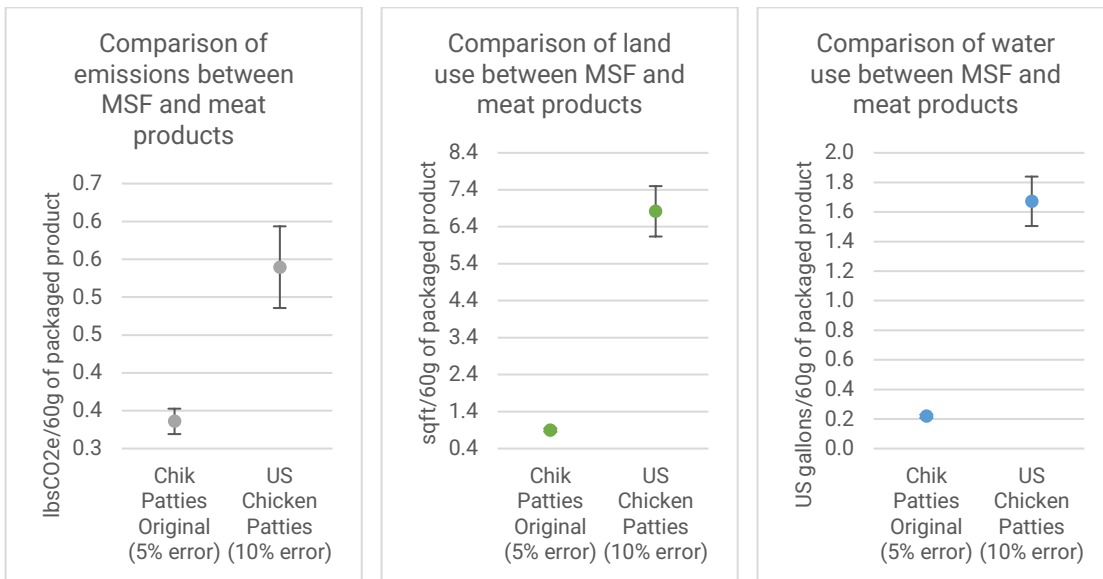 Comparison of
emissions between
MSF and meat
products
lbsCO2e/60g of packaged product
0.7
0.6
0.6
0.5
0.5
0.4
0.4
0.3
Chik
Patties
Original
(5% error)
US
Chicken
Patties
(10% error)
Comparison of land
use between MSF and
meat products
sqft/60g of packaged product
8.4
7.4
6.4
5.4
4.4
3.4
2.4
1.4
0.4
Chik
Patties
Original
(5% error)
US
Chicken
Patties
(10% error)
Comparison of water
use between MSF and
meat products
US gallons/60g of packaged product
2.0
1.8
1.6
1.4
1.2
1.0
0.8
0.6
0.4
0.2
0.0
Chik
Patties
Original
(5% error)
US
Chicken
Patties
(10% error)